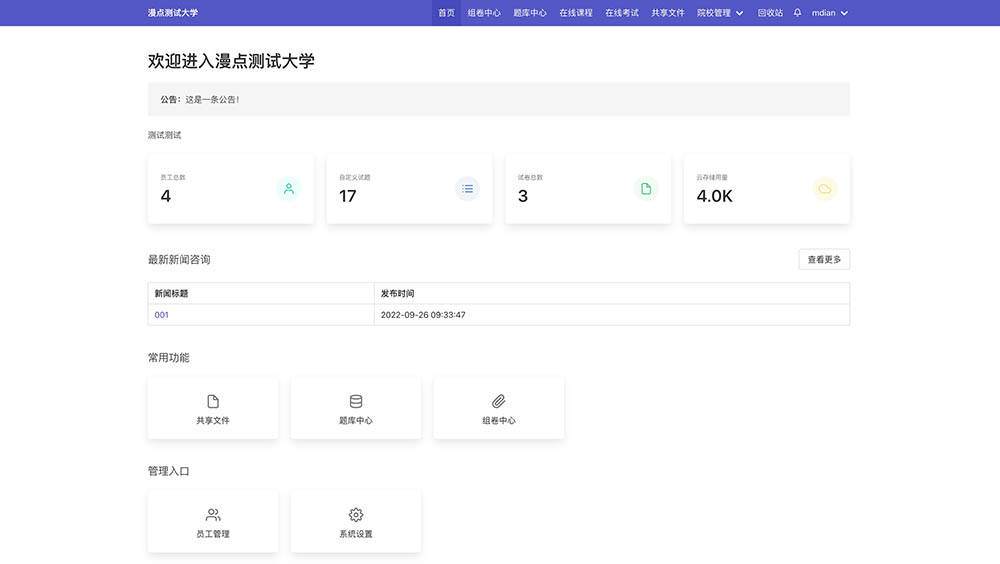 漫点测试大学 首页 组卷中心 题库中心 在线课程 在线考试 共享文件 院校管理 回收站 mdian
欢迎进入漫点测试大学
公告：这是一条公告！
测试测试
员工总数 自定义试题 试卷总数 云存储用量
4 17 3 4.0K
最新新闻咨询 查看更多
新闻标题 发布时间
001 2022-09-26 09:33:47
常用功能
共享文件 题库中心 组卷中心
管理入口
员工管理 系统设置